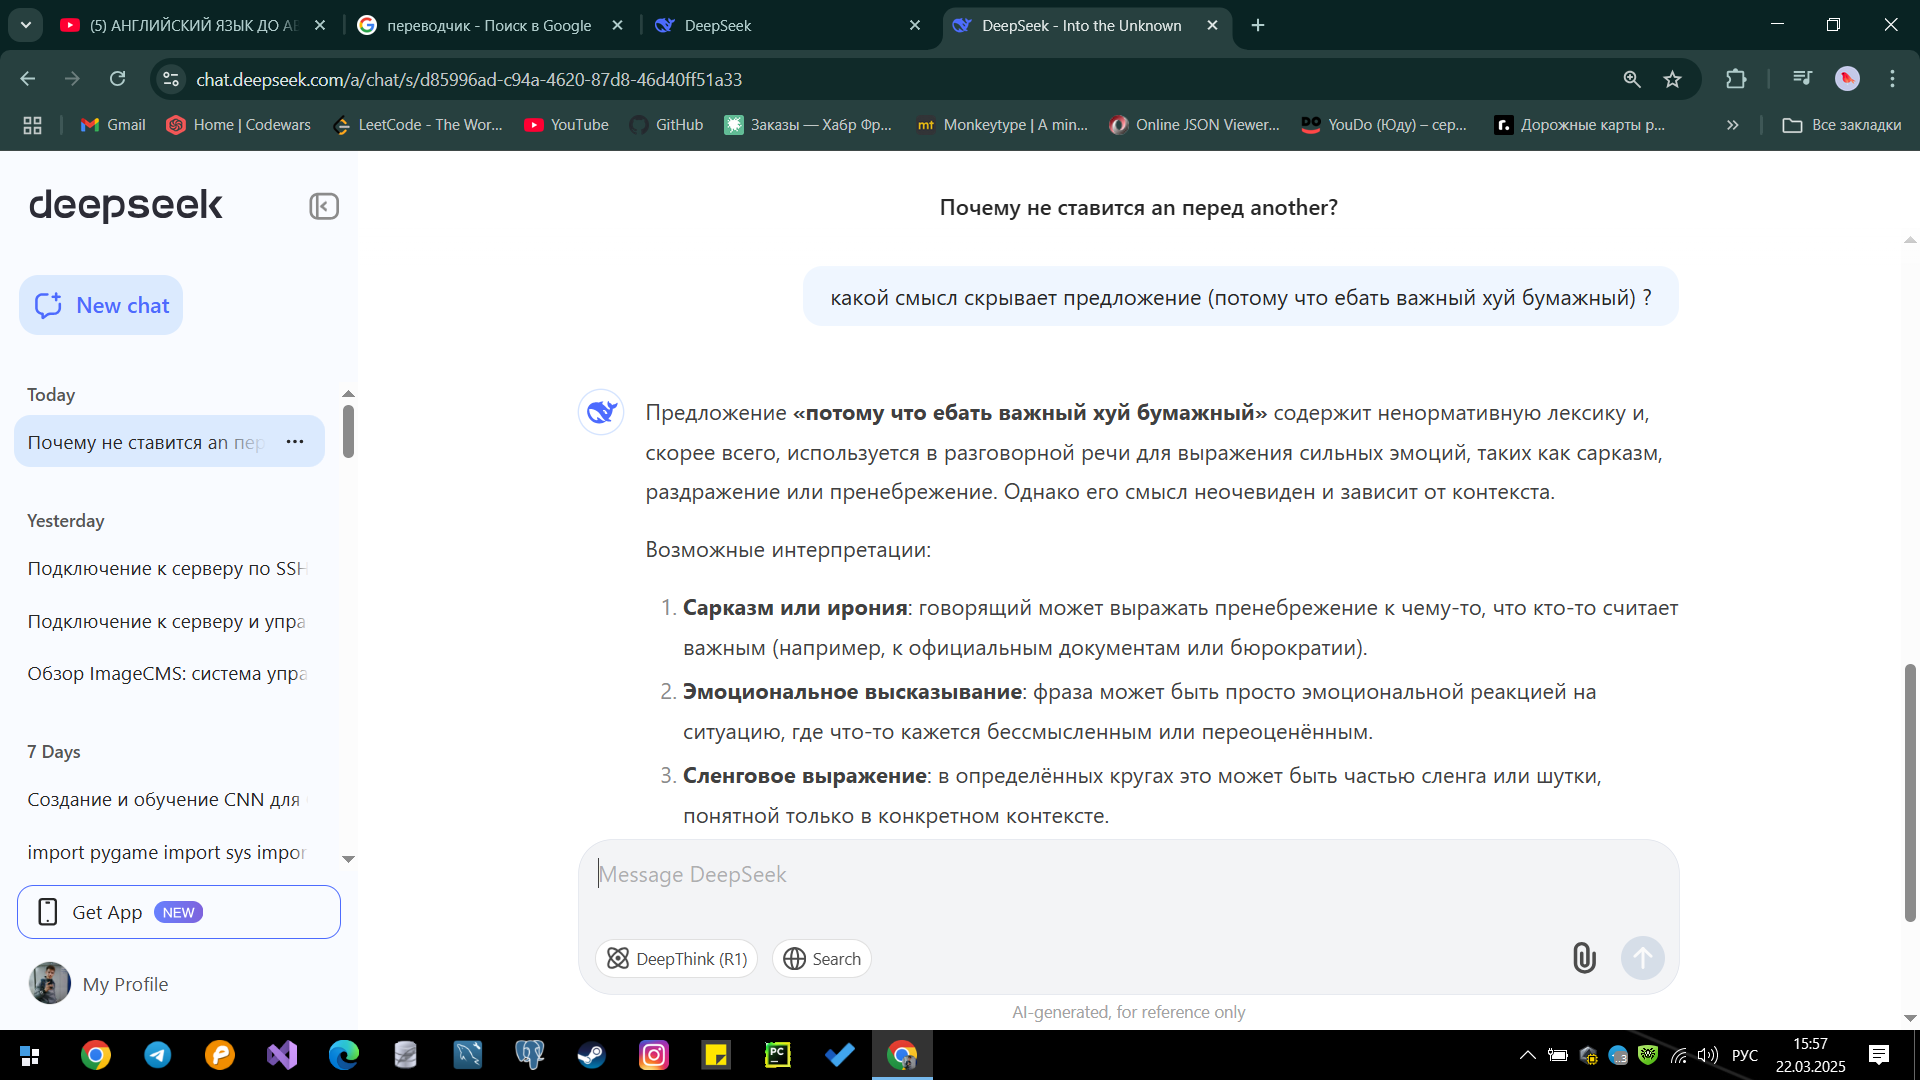 (5) АНГЛИЙСКИЙ ЯЗЫК ДО АВ
переводчик - Поиск в Google
DeepSeek
DeepSeek - Into the Unknown
chat.deepseek.com/a/chat/s/d85996ad-c94a-4620-87d8-46d40ff51a33
Gmail
Home | Codewars
LeetCode - The Wor...
YouTube
GitHub
Заказы — Хабр Фр...
mt
Monkeytype | A min...
Online JSON Viewer...
DO
YouDo (Юду) – сер...
r.
Дорожные карты р...
Все закладки
deepseek
New chat
Today
Почему не ставится an пер
Yesterday
Подключение к серверу по SSH
Подключение к серверу и упра
Обзор ImageCMS: система упра
7 Days
Создание и обучение CNN для
import pygame import sys impor
Get App NEW
My Profile
Почему не ставится an перед another?
какой смысл скрывает предложение (потому что ебать важный хуй бумажный) ?
Предложение «потому что ебать важный хуй бумажный» содержит ненормативную лексику и,
скорее всего, используется в разговорной речи для выражения сильных эмоций, таких как сарказм,
раздражение или пренебрежение. Однако его смысл неочевиден и зависит от контекста.
Возможные интерпретации:
1. Сарказм или ирония: говорящий может выражать пренебрежение к чему-то, что кто-то считает
важным (например, к официальным документам или бюрократии).
2. Эмоциональное высказывание: фраза может быть просто эмоциональной реакцией на
ситуацию, где что-то кажется бессмысленным или переоценённым.
3. Сленговое выражение: в определённых кругах это может быть частью сленга или шутки,
понятной только в конкретном контексте.
Message DeepSeek
DeepThink (R1)
Search
AI-generated, for reference only
PC
РУС
15:57
22.03.2025